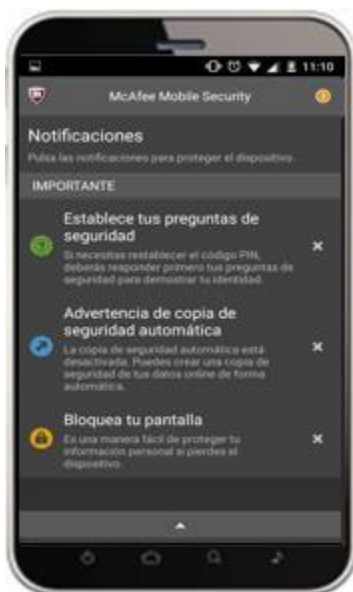 11:10
McAfee Mobile Security
Notificaciones
Pulsa las notificaciones para proteger el dispositivo.
IMPORTANTE
Establece tus preguntas de
seguridad
Si necesitas restablecer el código PIN,
deberás responder primero tus preguntas de
seguridad para demostrar tu identidad.
Advertencia de copia de
seguridad automática
La copia de seguridad automática está
desactivada. Puedes crear una copia de
seguridad de tus datos online de forma
automática.
Bloquea tu pantalla
Es una manera fácil de proteger tu
información personal si pierdes el
dispositivo.